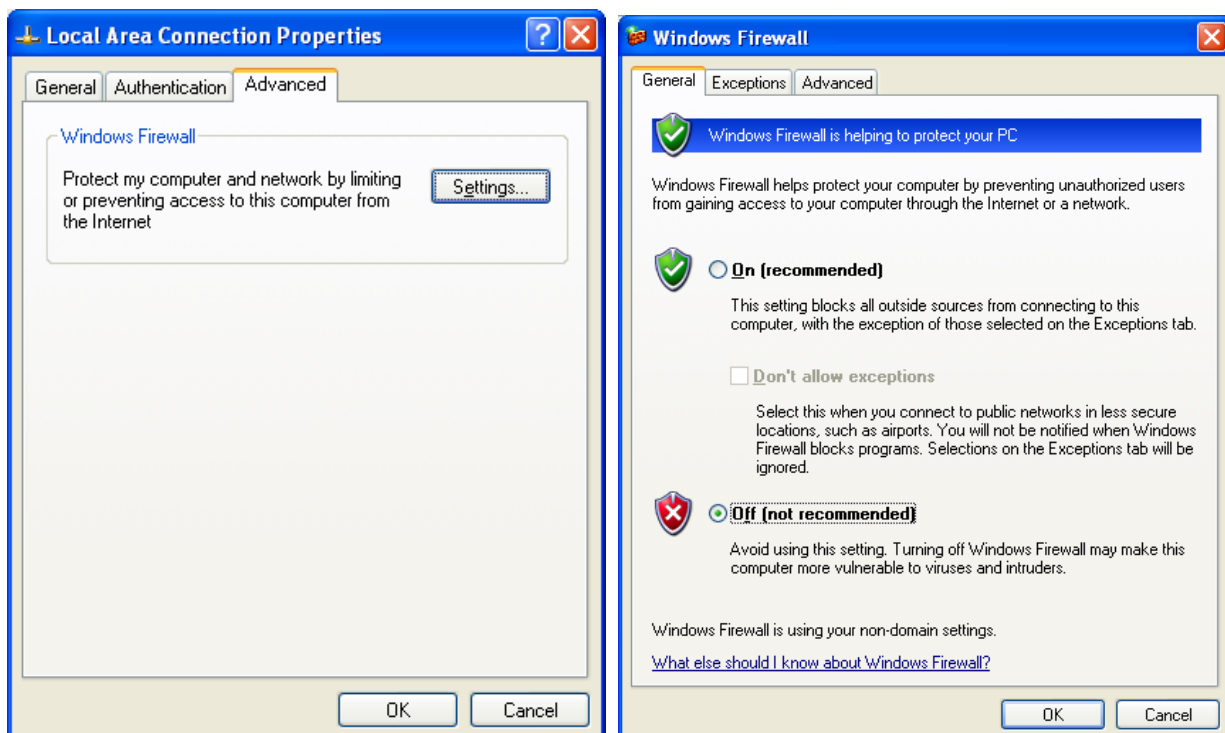 Local Area Connection Properties
General Authentication Advanced
Windows Firewall
Protect my computer and network by limiting
or preventing access to this computer from
the Internet
Settings...
OK Cancel
Windows Firewall
General Exceptions Advanced
Windows Firewall is helping to protect your PC
Windows Firewall helps protect your computer by preventing unauthorized users
from gaining access to your computer through the Internet or a network.
On (recommended)
This setting blocks all outside sources from connecting to this
computer, with the exception of those selected on the Exceptions tab.
Don't allow exceptions
Select this when you connect to public networks in less secure
locations, such as airports. You will not be notified when Windows
Firewall blocks programs. Selections on the Exceptions tab will be
ignored.
Off (not recommended)
Avoid using this setting. Turning off Windows Firewall may make this
computer more vulnerable to viruses and intruders.
Windows Firewall is using your non-domain settings.
What else should I know about Windows Firewall?
OK Cancel